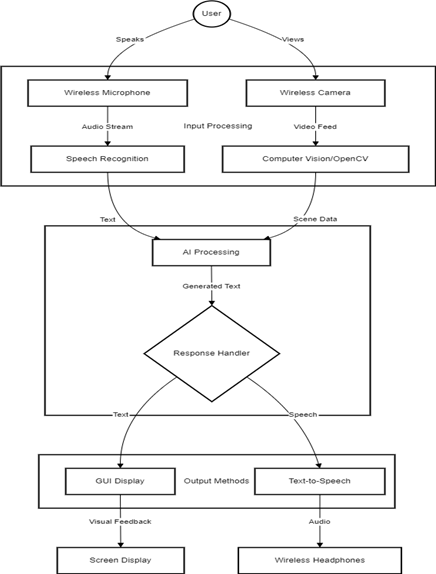 User
Speaks
Views
Wireless Microphone
Wireless Camera
Audio Stream
Input Processing
Video Feed
Speech Recognition
Computer Vision/OpenCV
Text
Scene Data
AI Processing
Generated Text
Response Handler
Text
Speech
GUI Display
Output Methods
Text-to-Speech
Visual Feedback
Audio
Screen Display
Wireless Headphones